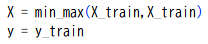 X = min_max(X_train,X_train)
y = y_train